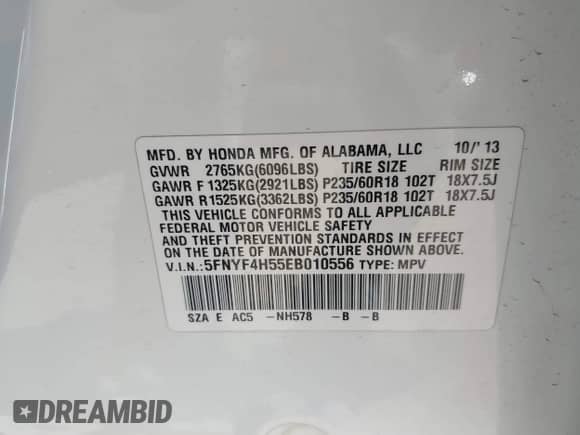 MFD. BY HONDA MFG. OF ALABAMA, LLC 10/'13
GVWR 2765KG(6096LBS) TIRE SIZE RIM SIZE
GAWR F 1325KG(2921LBS) P235/60R18 102T 18X7.5J
GAWR R1525KG(3362LBS) P235/60R18 102T 18X7.5J
THIS VEHICLE CONFORMS TO ALL APPLICABLE
FEDERAL MOTOR VEHICLE SAFETY
AND THEFT PREVENTION STANDARDS IN EFFECT
ON THE DATE OF MANUFACTURE SHOWN ABOVE.
V.I.N.:5FNYF4H55EB010556 TYPE: MPV
SZA E AC5 -NH578 -B -B
DREAMBID